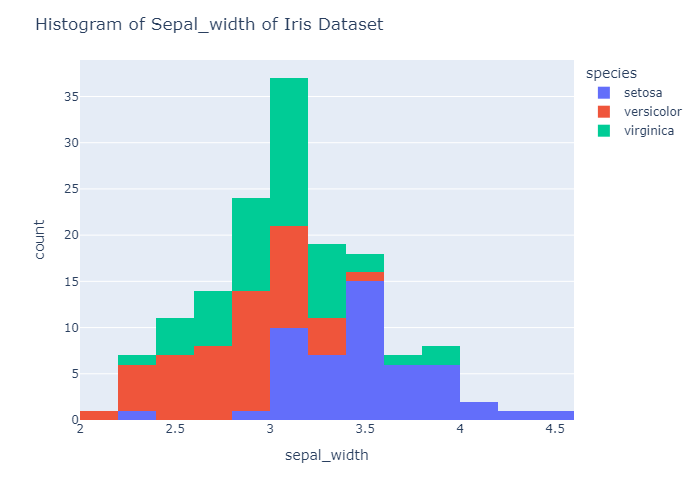 Histogram of Sepal_width of Iris Dataset
species
setosa
versicolor
virginica
count
35
30
25
20
15
10
5
0
2
2.5
3
3.5
4
4.5
sepal_width